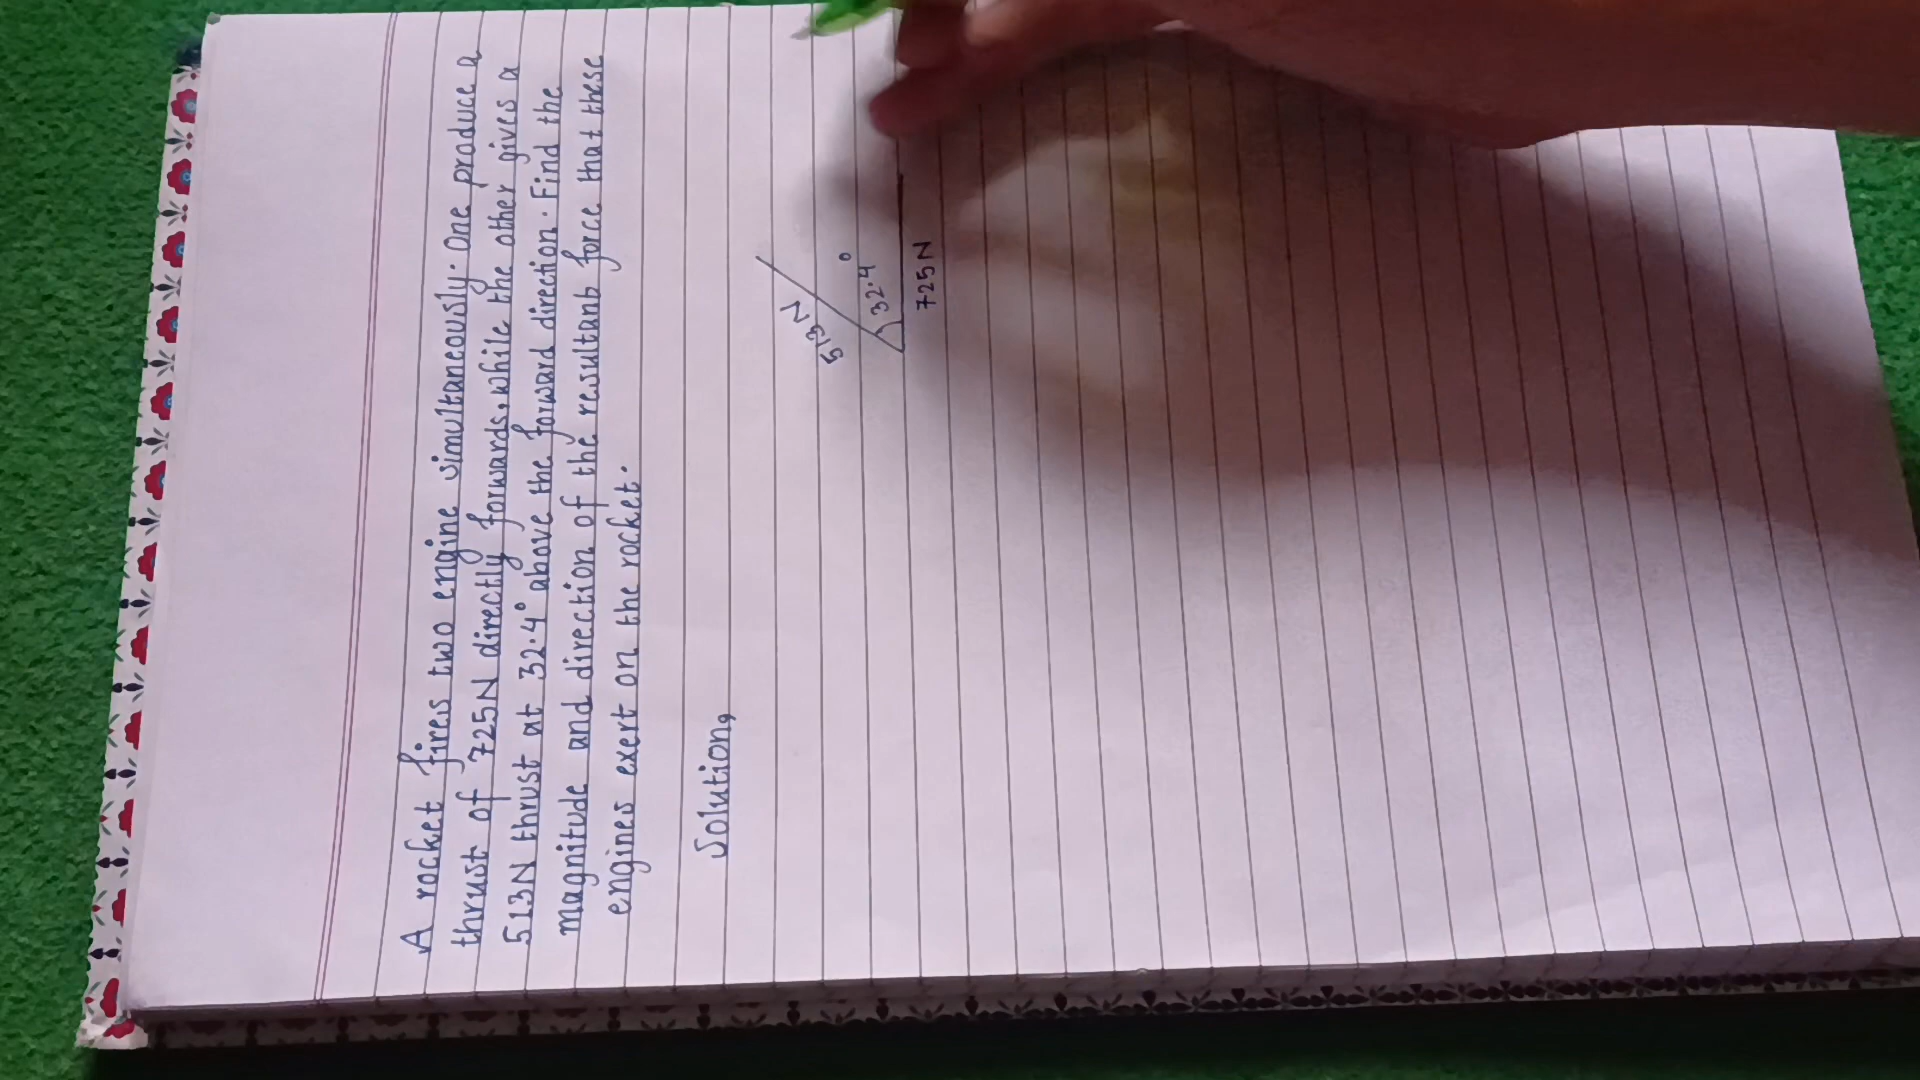 A rocket fires two engine simultaneously. One produce a
thrust of 725N directly forwards, while the other gives a
513N thrust at 32.4° above the forward direction. Find the
magnitude and direction of the resultant force that these
engines exert on the rocket.
Solution,
513N
32.4°
725N